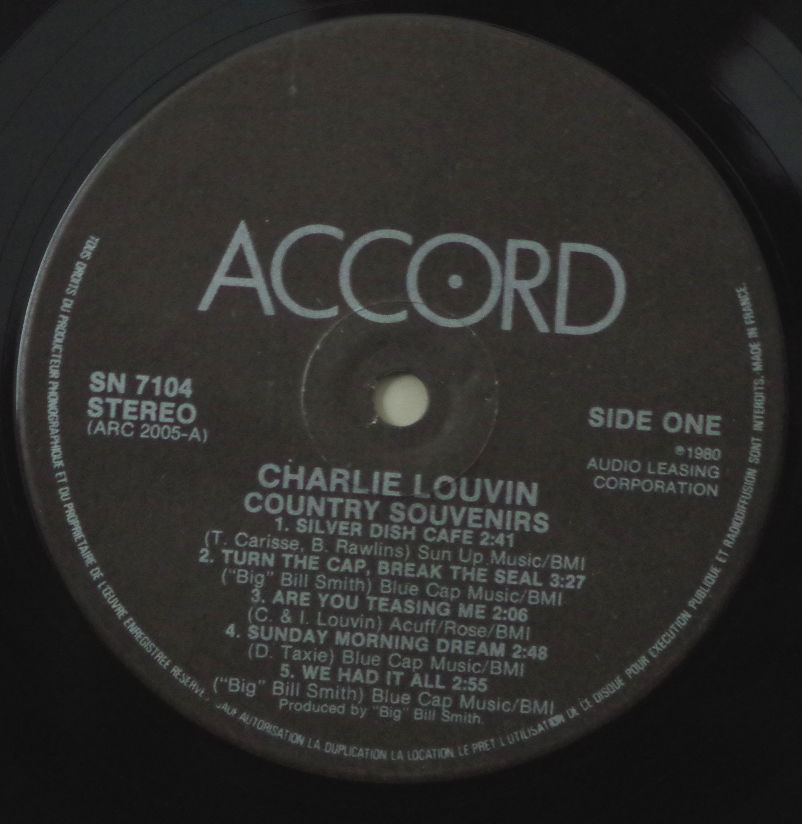 ACCORD
SN 7104
STEREO
(ARC 2005-A)
SIDE ONE
℗1980
AUDIO LEASING
CORPORATION
CHARLIE LOUVIN
COUNTRY SOUVENIRS
1. SILVER DISH CAFE 2:41
(T. Carisse, B. Rawlins) Sun Up Music/BMI
2. TURN THE CAP, BREAK THE SEAL 3:27
("Big" Bill Smith) Blue Cap Music/BMI
3. ARE YOU TEASING ME 2:06
(C. & I. Louvin) Acuff/Rose/BMI
4. SUNDAY MORNING DREAM 2:48
(D. Taxie) Blue Cap Music/BMI
5. WE HAD IT ALL 2:55
("Big" Bill Smith) Blue Cap Music/BMI
Produced by "Big" Bill Smith.
TOUS DROITS DU PRODUCTEUR PHONOGRAPHIQUE ET DU PROPRIETAIRE DE L'ŒUVRE ENREGISTREE RESERVES. SAUF AUTORISATION LA DUPLICATION LA LOCATION, LE PRET L'UTILISATION DE CE DISQUE POUR EXECUTION PUBLIQUE ET RADIODIFFUSION SONT INTERDITS. MADE IN FRANCE.